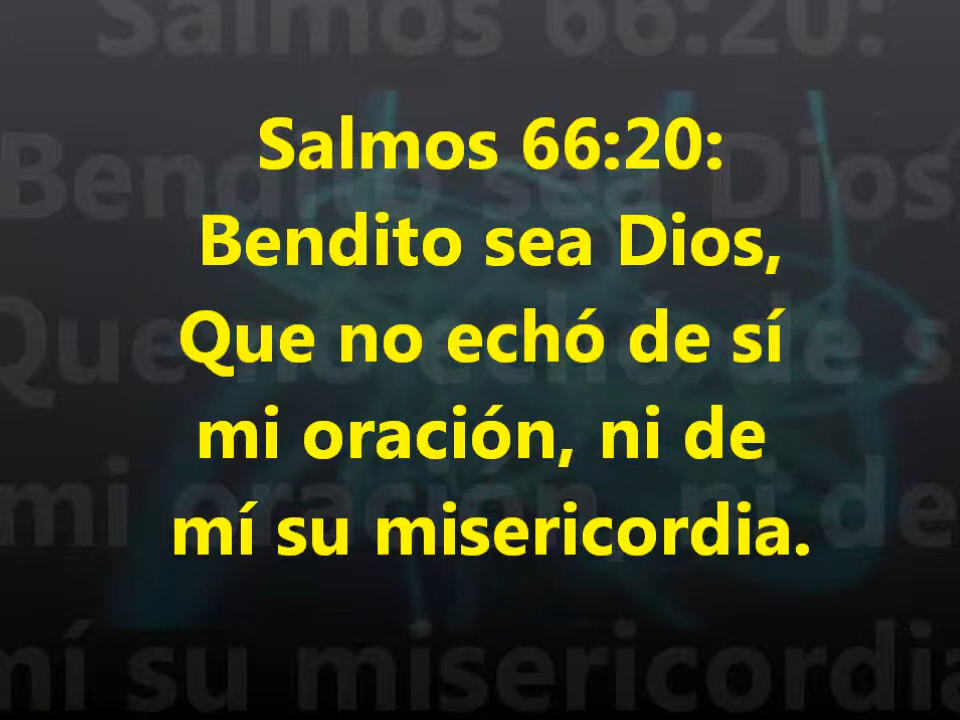 Salmos 66:20:
Bendito sea Dios,
Que no echó de sí
mi oración, ni de
mí su misericordia.